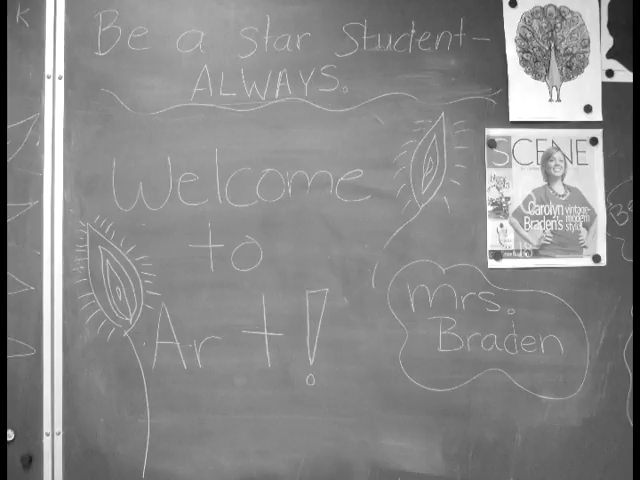 K
Be a star Student-
ALWAYS.
Welcome
to
Art!
mrs.
Braden
SCENE
Carolyn
Braden's
vintage-
modern
style